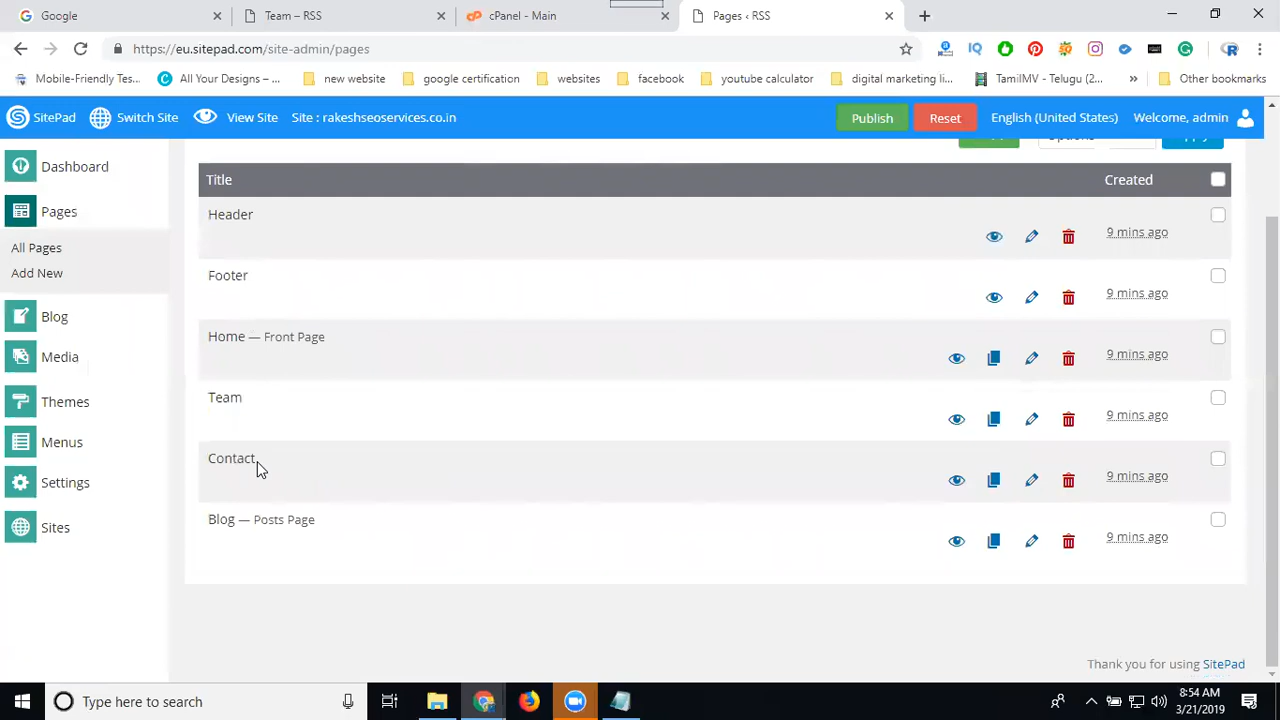 Google
Team – RSS
cPanel - Main
Pages ‹ RSS
https://eu.sitepad.com/site-admin/pages
Mobile-Friendly Tes...
All Your Designs – ...
new website
google certification
websites
facebook
youtube calculator
digital marketing li...
TamilMV - Telugu (2...
Other bookmarks
SitePad
Switch Site
View Site
Site : rakeshseoservices.co.in
Publish
Reset
English (United States)
Welcome, admin
Dashboard
Pages
All Pages
Add New
Blog
Media
Themes
Menus
Settings
Sites
Title
Created
Header
9 mins ago
Footer
9 mins ago
Home — Front Page
9 mins ago
Team
9 mins ago
Contact
9 mins ago
Blog — Posts Page
9 mins ago
Thank you for using SitePad
Type here to search
8:54 AM
3/21/2019